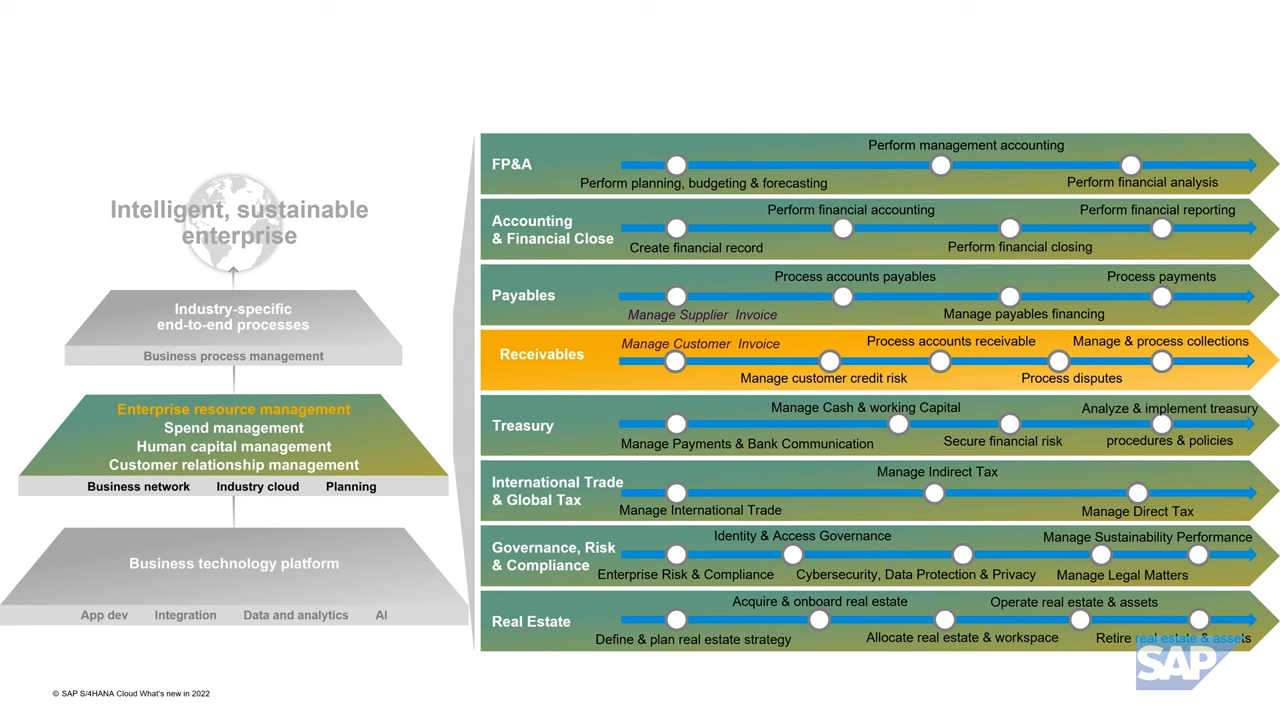 Intelligent, sustainable
enterprise
Industry-specific
end-to-end processes
Business process management
Enterprise resource management
Spend management
Human capital management
Customer relationship management
Business network Industry cloud Planning
Business technology platform
App dev Integration Data and analytics AI
FP&A
Perform management accounting
Perform planning, budgeting & forecasting
Perform financial analysis
Accounting
& Financial Close
Perform financial accounting
Perform financial reporting
Create financial record
Perform financial closing
Payables
Process accounts payables
Process payments
Manage Supplier Invoice
Manage payables financing
Receivables
Manage Customer Invoice
Process accounts receivable
Manage & process collections
Manage customer credit risk
Process disputes
Treasury
Manage Cash & working Capital
Analyze & implement treasury
procedures & policies
Manage Payments & Bank Communication
Secure financial risk
International Trade
& Global Tax
Manage Indirect Tax
Manage International Trade
Manage Direct Tax
Governance, Risk
& Compliance
Identity & Access Governance
Manage Sustainability Performance
Enterprise Risk & Compliance
Cybersecurity, Data Protection & Privacy
Manage Legal Matters
Real Estate
Acquire & onboard real estate
Operate real estate & assets
Define & plan real estate strategy
Allocate real estate & workspace
Retire real estate & assets
SAP
© SAP S/4HANA Cloud What's new in 2022